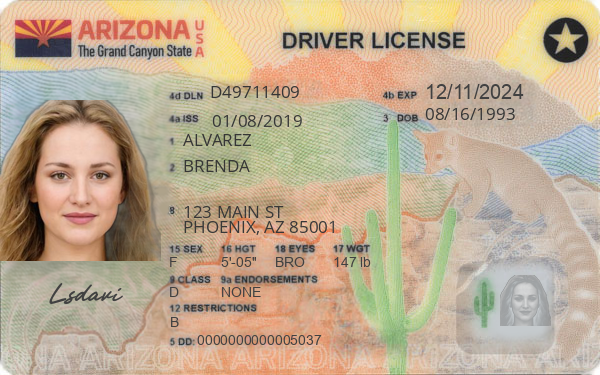 ARIZONA USA
The Grand Canyon State
DRIVER LICENSE
4d DLN D49711409
4b EXP 12/11/2024
4a ISS 01/08/2019
3 DOB 08/16/1993
1 ALVAREZ
2 BRENDA
8 123 MAIN ST
PHOENIX, AZ 85001
15 SEX 16 HGT 18 EYES 17 WGT
F 5'-05" BRO 147 lb
9 CLASS 9a ENDORSEMENTS
D NONE
12 RESTRICTIONS
B
Lsdavi
5 DD: 0000000000005037
ARIZONA ARIZONA ARIZONA ARIZONA